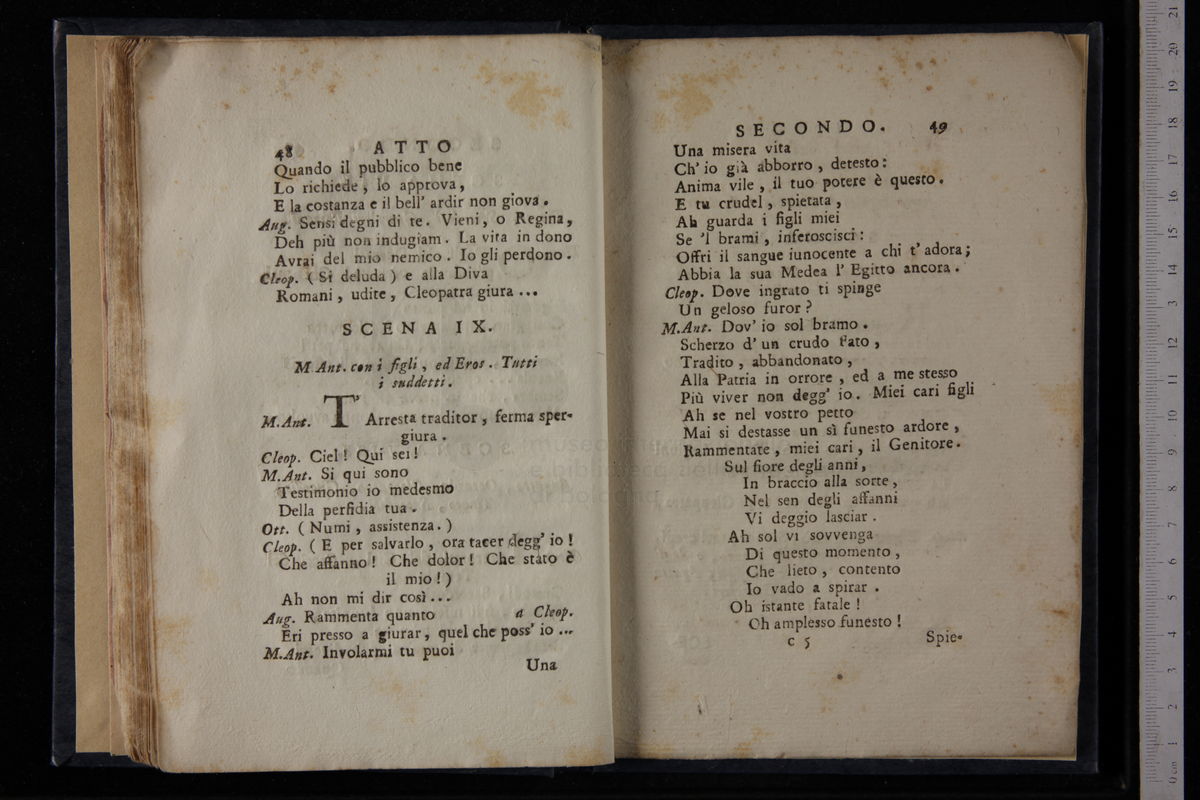 48 ATTO
Quando il pubblico bene
Lo richiede, lo approva,
E la costanza e il bell' ardir non giova.
Aug. Sensi degni di te. Vieni, o Regina,
Deh più non indugiam. La vita in dono
Avrai del mio nemico. Io gli perdono.
Cleop. (Si deluda) e alla Diva
Romani, udite, Cleopatra giura ...
SCENA IX.
M. Ant. con i figli, ed Eros. Tutti
i suddetti.
M.Ant. T' Arresta traditor, ferma sper-
giura.
Cleop. Ciel! Qui sei!
M.Ant. Si qui sono
Testimonio io medesmo
Della perfidia tua.
Ott. (Numi, assistenza.)
Cleop. (E per salvarlo, ora tacer degg' io!
Che affanno! Che dolor! Che stato è
il mio!)
Ah non mi dir così...
Aug. Rammenta quanto a Cleop.
Eri presso a giurar, quel che poss' io ...
M.Ant. Involarmi tu puoi
Una
SECONDO. 49
Una misera vita
Ch' io già abborro, detesto:
Anima vile, il tuo potere è questo.
E tu crudel, spietata,
Ah guarda i figli miei
Se 'l brami, inferoscisci:
Offri il sangue iunocente a chi t' adora;
Abbia la sua Medea l' Egitto ancora.
Cleop. Dove ingrato ti spinge
Un geloso furor?
M.Ant. Dov' io sol bramo.
Scherzo d' un crudo Fato,
Tradito, abbandonato,
Alla Patria in orrore, ed a me stesso
Più viver non degg' io. Miei cari figli
Ah se nel vostro petto
Mai si destasse un sì funesto ardore,
Rammentate, miei cari, il Genitore.
Sul fiore degli anni,
In braccio alla sorte,
Nel sen degli affanni
Vi deggio lasciar.
Ah sol vi sovvenga
Di questo momento,
Che lieto, contento
Io vado a spirar.
Oh istante fatale!
Oh amplesso funesto!
C 5 Spie-